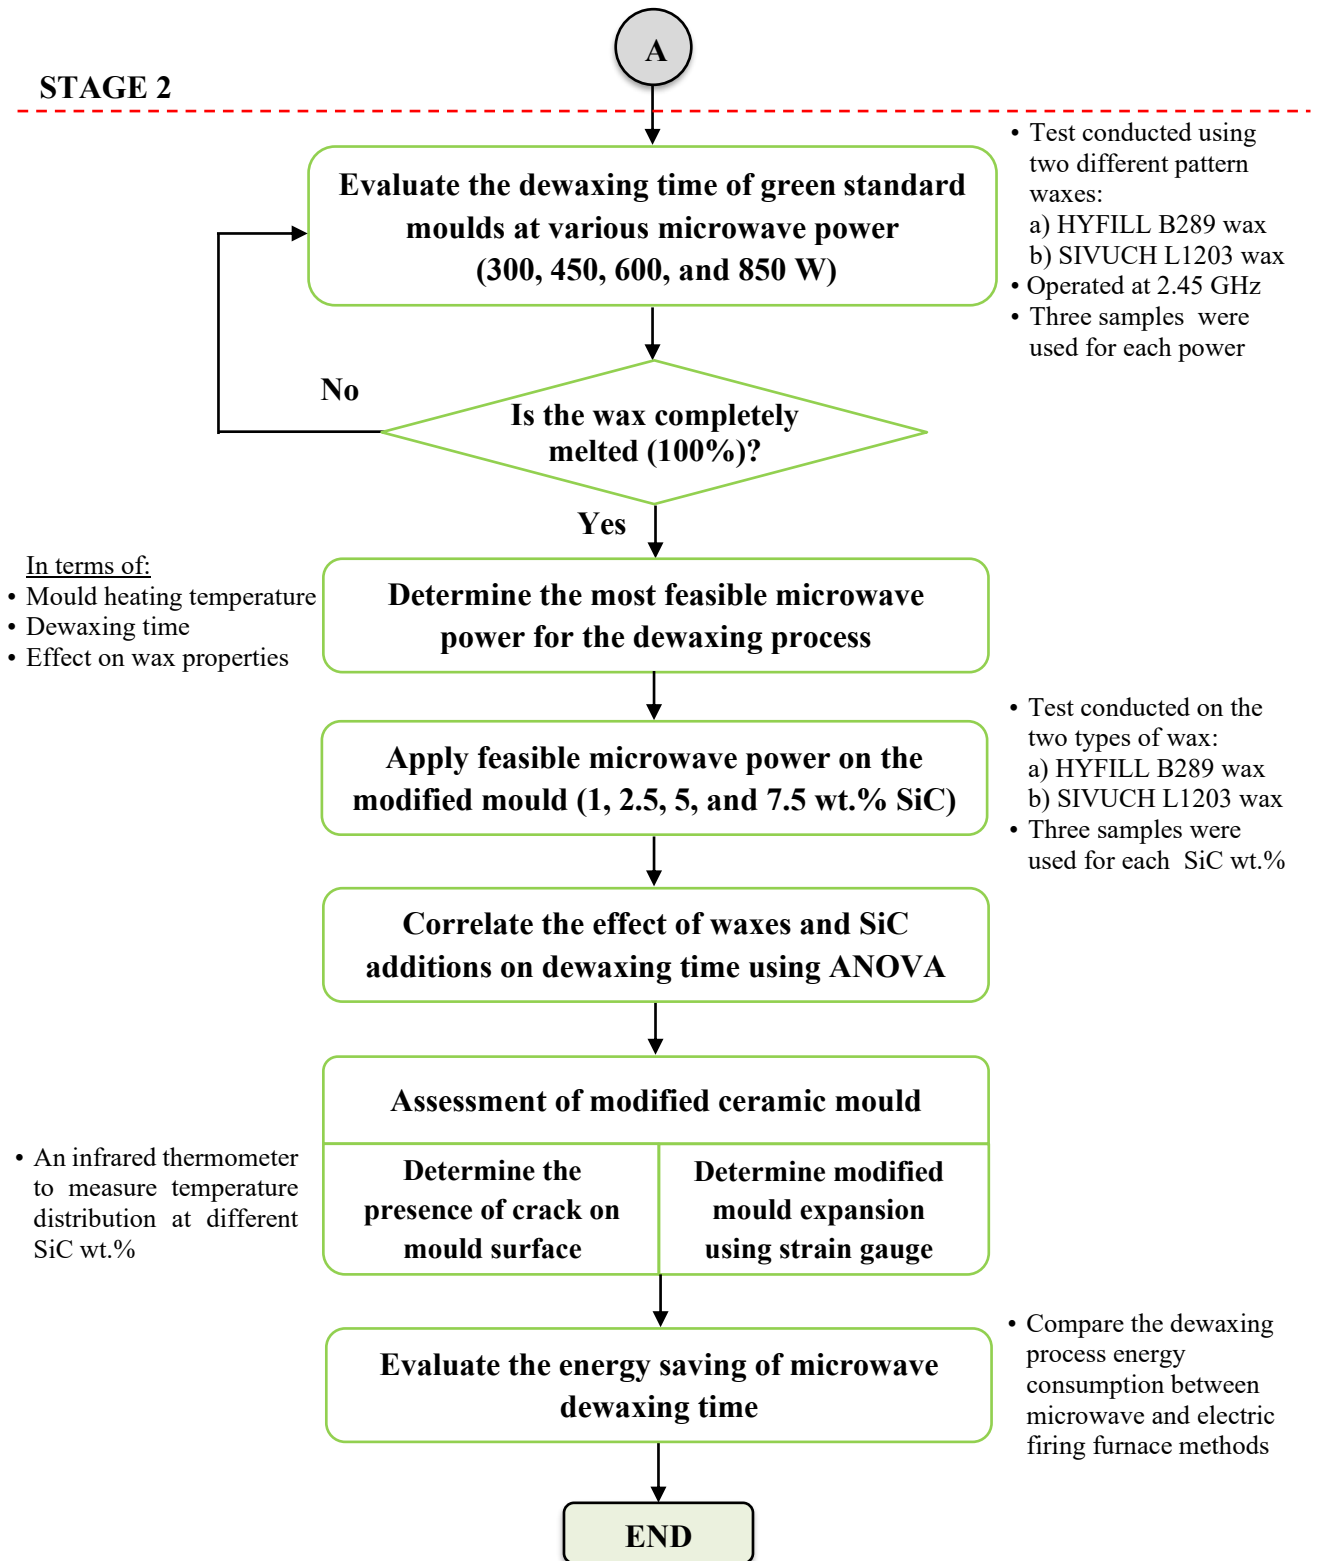 A
STAGE 2
Evaluate the dewaxing time of green standard
moulds at various microwave power
(300, 450, 600, and 850 W)
• Test conducted using
two different pattern
waxes:
a) HYFILL B289 wax
b) SIVUCH L1203 wax
• Operated at 2.45 GHz
• Three samples were
used for each power
No
Is the wax completely
melted (100%)?
Yes
In terms of:
• Mould heating temperature
• Dewaxing time
• Effect on wax properties
Determine the most feasible microwave
power for the dewaxing process
Apply feasible microwave power on the
modified mould (1, 2.5, 5, and 7.5 wt.% SiC)
• Test conducted on the
two types of wax:
a) HYFILL B289 wax
b) SIVUCH L1203 wax
• Three samples were
used for each SiC wt.%
Correlate the effect of waxes and SiC
additions on dewaxing time using ANOVA
Assessment of modified ceramic mould
• An infrared thermometer
to measure temperature
distribution at different
SiC wt.%
Determine the
presence of crack on
mould surface
Determine modified
mould expansion
using strain gauge
Evaluate the energy saving of microwave
dewaxing time
• Compare the dewaxing
process energy
consumption between
microwave and electric
firing furnace methods
END